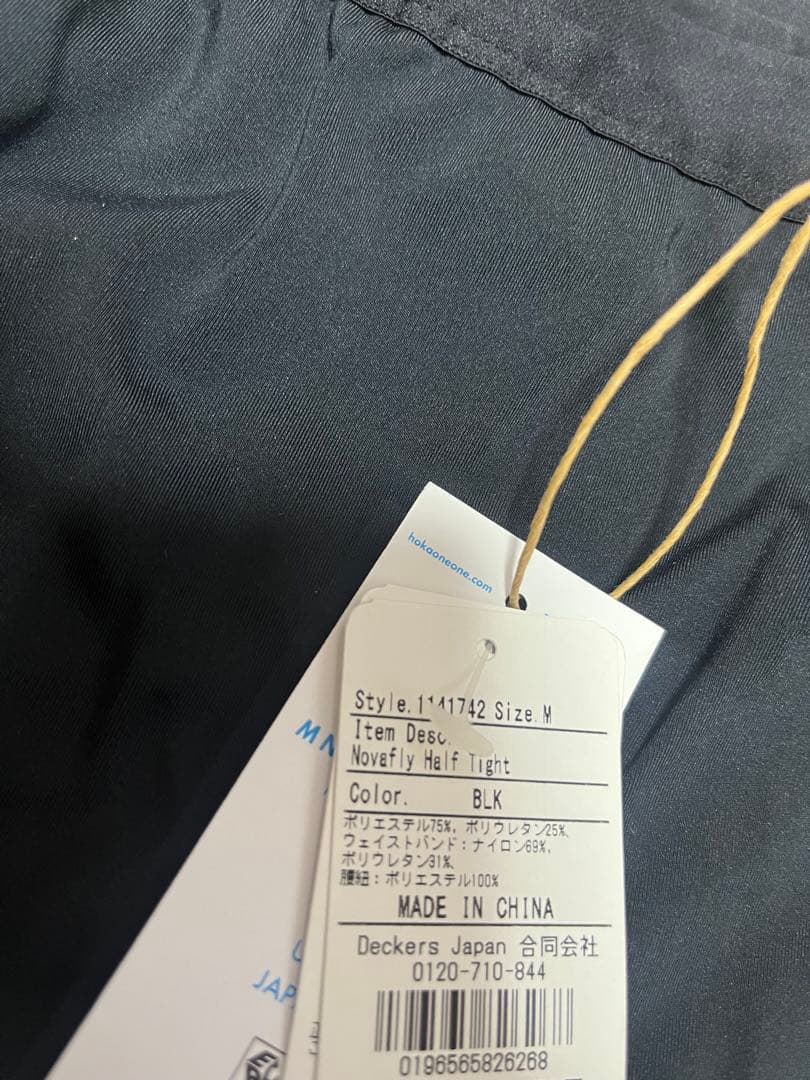 hokaoneone.com
Style.1141742 Size.M
Item Desc.
Novafly Half Tight
Color. BLK
ポリエステル75%, ポリウレタン25%、
ウェイストバンド：ナイロン69%,
ポリウレタン31%、
腰紐：ポリエステル100%
MADE IN CHINA
Deckers Japan 合同会社
0120-710-844
0196565826268
M N
JAP